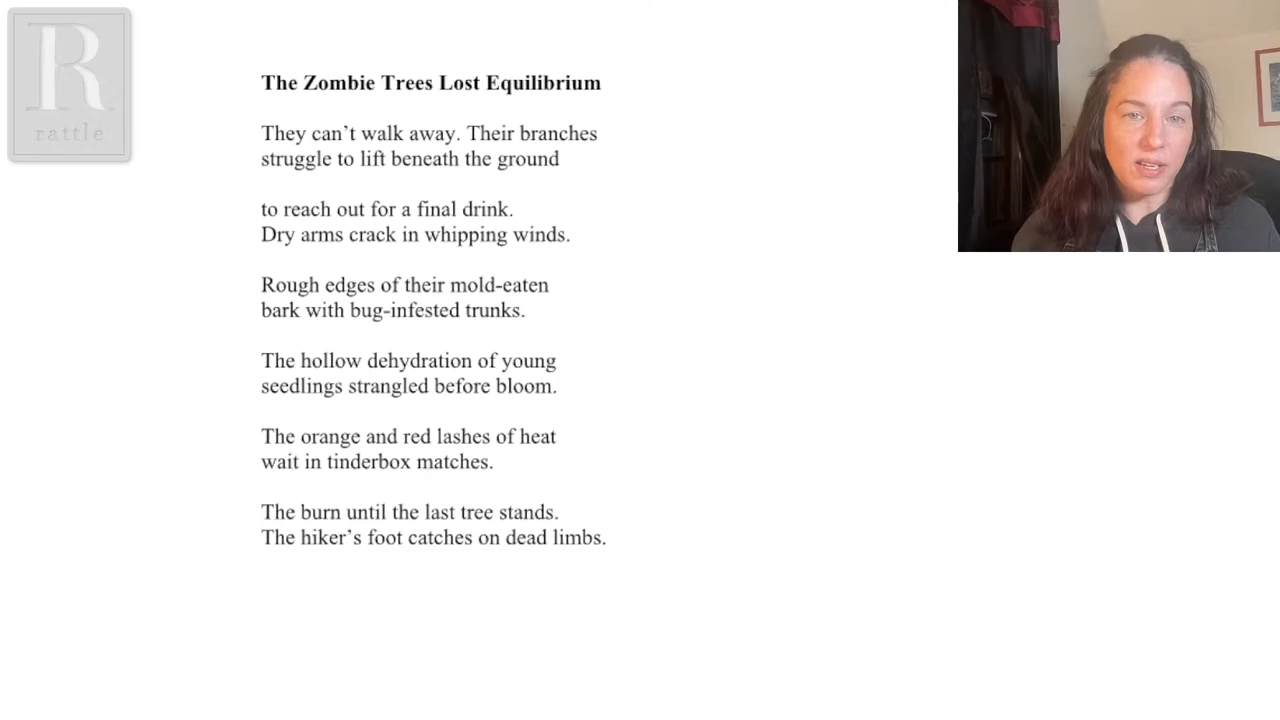 R
rattle
The Zombie Trees Lost Equilibrium
They can’t walk away. Their branches
struggle to lift beneath the ground
to reach out for a final drink.
Dry arms crack in whipping winds.
Rough edges of their mold-eaten
bark with bug-infested trunks.
The hollow dehydration of young
seedlings strangled before bloom.
The orange and red lashes of heat
wait in tinderbox matches.
The burn until the last tree stands.
The hiker’s foot catches on dead limbs.